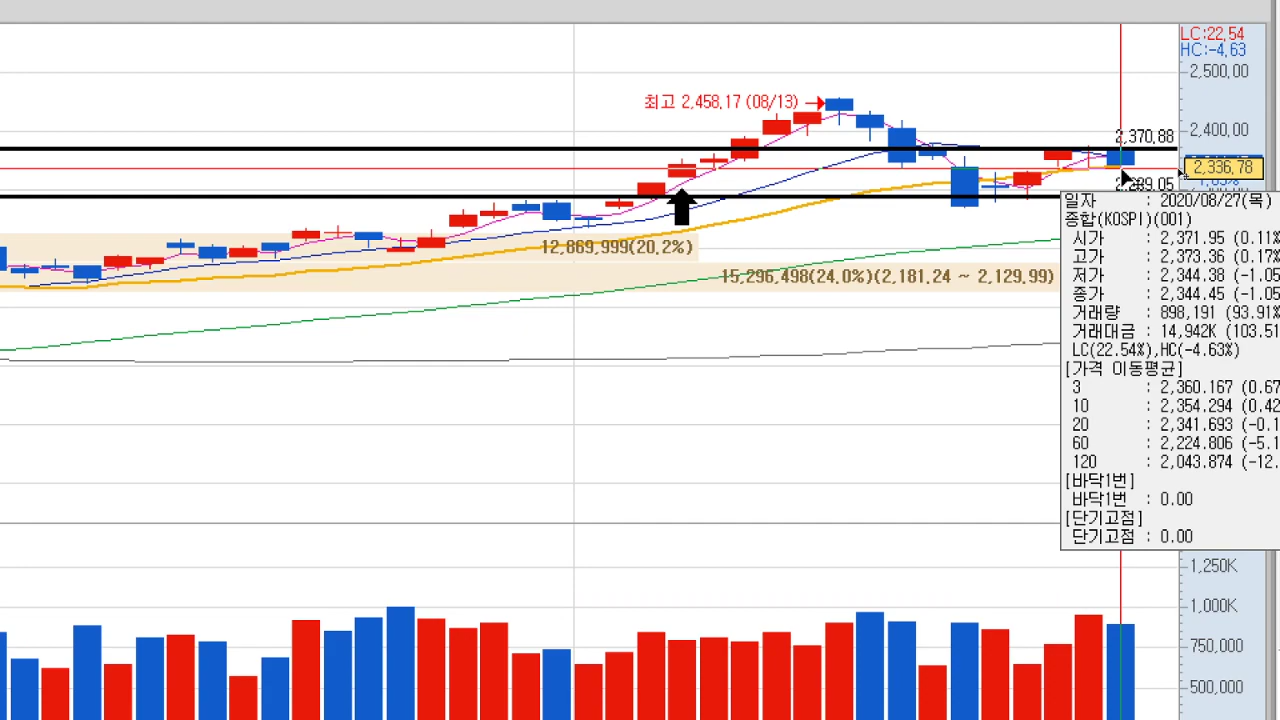 LC:22.54
HC:-4.63
2,500.00
최고 2,458.17 (08/13)
2,400.00
2,370.88
2,336.78
2,289.05
12,869,999(20.2%)
15,296,498(24.0%)(2,181.24 ~ 2,129.99)
일자 : 2020/08/27(목)
종합(KOSPI)(001)
시가 : 2,371.95 (0.11%
고가 : 2,373.36 (0.17%
저가 : 2,344.38 (-1.05
종가 : 2,344.45 (-1.05
거래량 : 898,191 (93.91%
거래대금 : 14,942K (103.51
LC(22.54%),HC(-4.63%)
[가격 이동평균]
3 : 2,360.167 (0.67
10 : 2,354.294 (0.42
20 : 2,341.693 (-0.1
60 : 2,224.806 (-5.1
120 : 2,043.874 (-12.
[바닥1번]
바닥1번 : 0.00
[단기고점]
단기고점 : 0.00
1,250K
1,000K
750,000
500,000